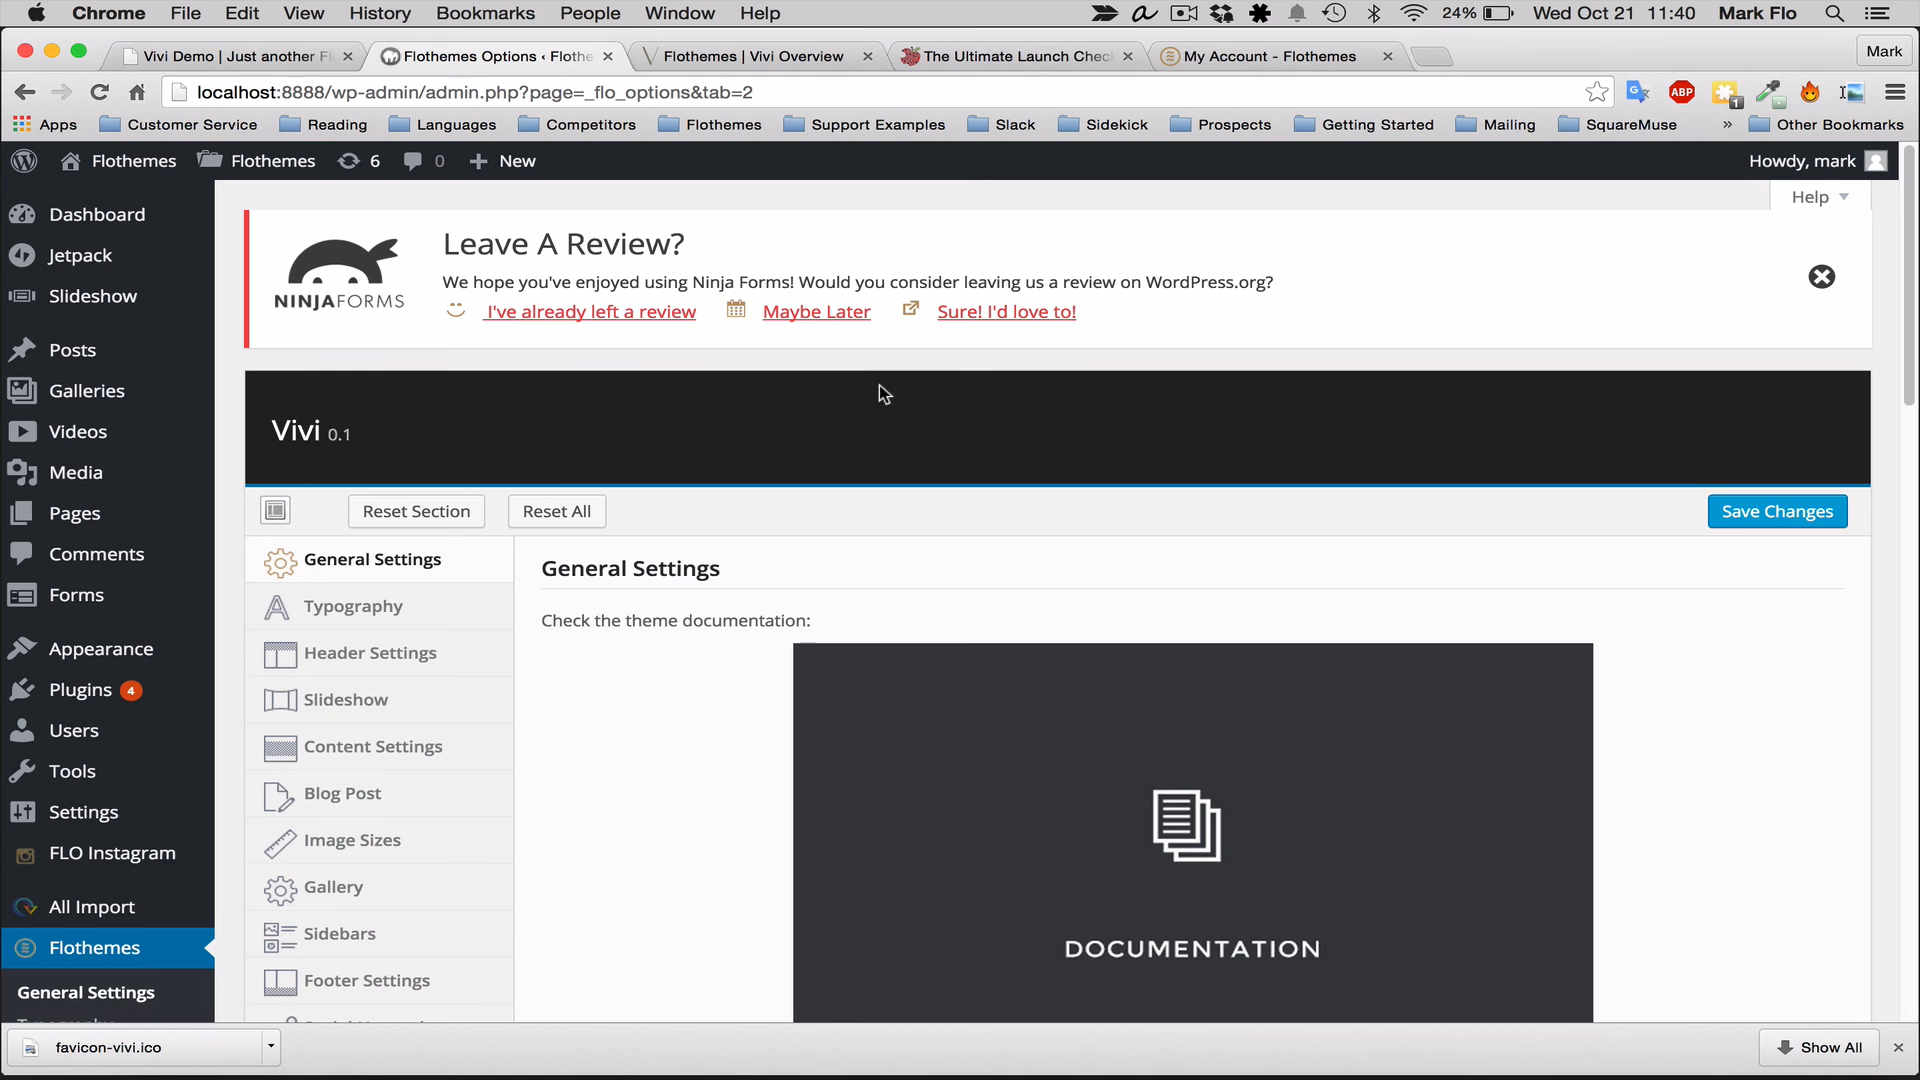 Chrome File Edit View History Bookmarks People Window Help 24% Wed Oct 21 11:40 Mark Flo
Vivi Demo | Just another Fl Flothemes Options ‹ Flothe Flothemes | Vivi Overview The Ultimate Launch Chec My Account - Flothemes Mark
localhost:8888/wp-admin/admin.php?page=_flo_options&tab=2 ABP 1
Apps Customer Service Reading Languages Competitors Flothemes Support Examples Slack Sidekick Prospects Getting Started Mailing SquareMuse » Other Bookmarks
Flothemes Flothemes 6 0 New Howdy, mark
Help
Dashboard
Jetpack
Slideshow
Posts
Galleries
Videos
Media
Pages
Comments
Forms
Appearance
Plugins 4
Users
Tools
Settings
FLO Instagram
All Import
Flothemes
General Settings
NINJAFORMS
Leave A Review?
We hope you've enjoyed using Ninja Forms! Would you consider leaving us a review on WordPress.org?
I've already left a review Maybe Later Sure! I'd love to!
Vivi 0.1
Reset Section Reset All Save Changes
General Settings
Typography
Header Settings
Slideshow
Content Settings
Blog Post
Image Sizes
Gallery
Sidebars
Footer Settings
General Settings
Check the theme documentation:
DOCUMENTATION
favicon-vivi.ico Show All